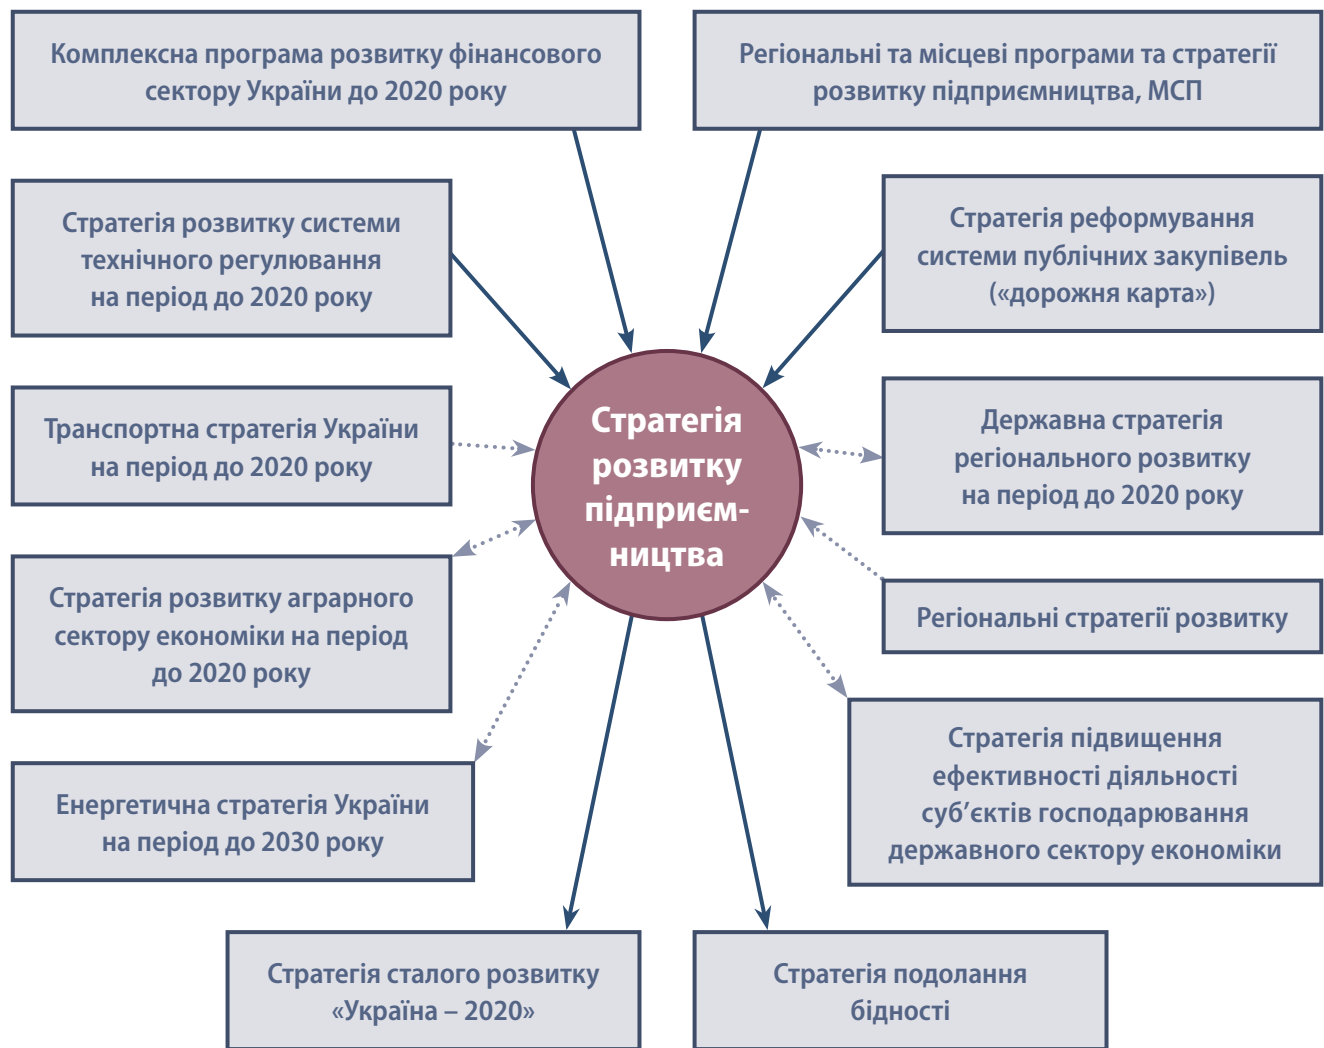 Комплексна програма розвитку фінансового
сектору України до 2020 року
Регіональні та місцеві програми та стратегії
розвитку підприємництва, МСП
Стратегія розвитку системи
технічного регулювання
на період до 2020 року
Стратегія реформування
системи публічних закупівель
(«дорожня карта»)
Транспортна стратегія України
на період до 2020 року
Стратегія
розвитку
підприєм-
ництва
Державна стратегія
регіонального розвитку
на період до 2020 року
Стратегія розвитку аграрного
сектору економіки на період
до 2020 року
Регіональні стратегії розвитку
Енергетична стратегія України
на період до 2030 року
Стратегія підвищення
ефективності діяльності
суб’єктів господарювання
державного сектору економіки
Стратегія сталого розвитку
«Україна – 2020»
Стратегія подолання
бідності